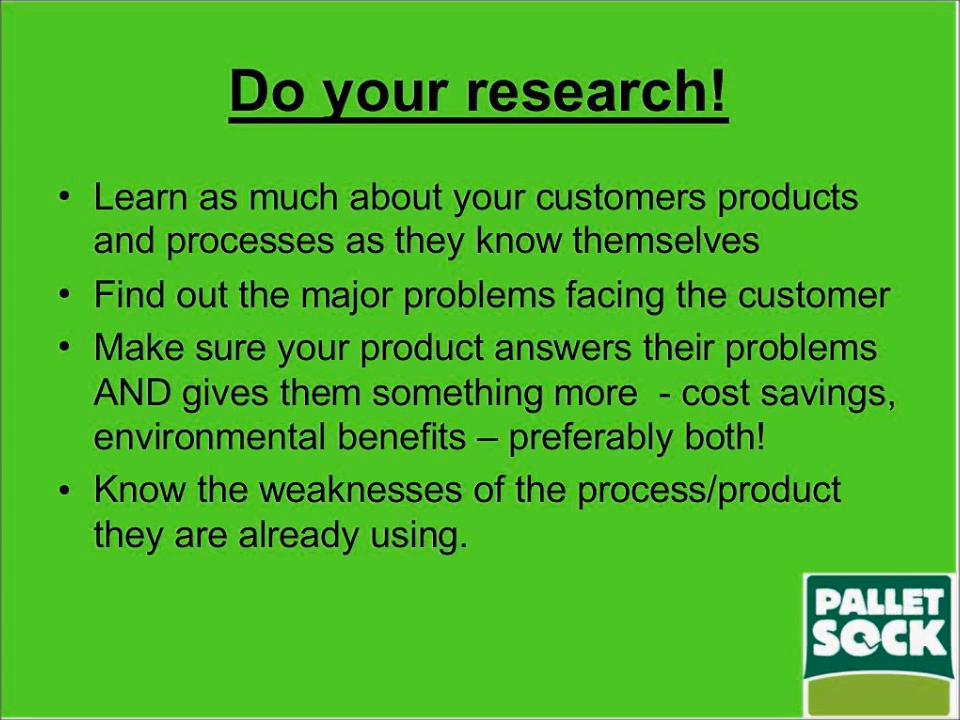 Do your research!
• Learn as much about your customers products
and processes as they know themselves
• Find out the major problems facing the customer
• Make sure your product answers their problems
AND gives them something more - cost savings,
environmental benefits – preferably both!
• Know the weaknesses of the process/product
they are already using.
PALLET
SOCK